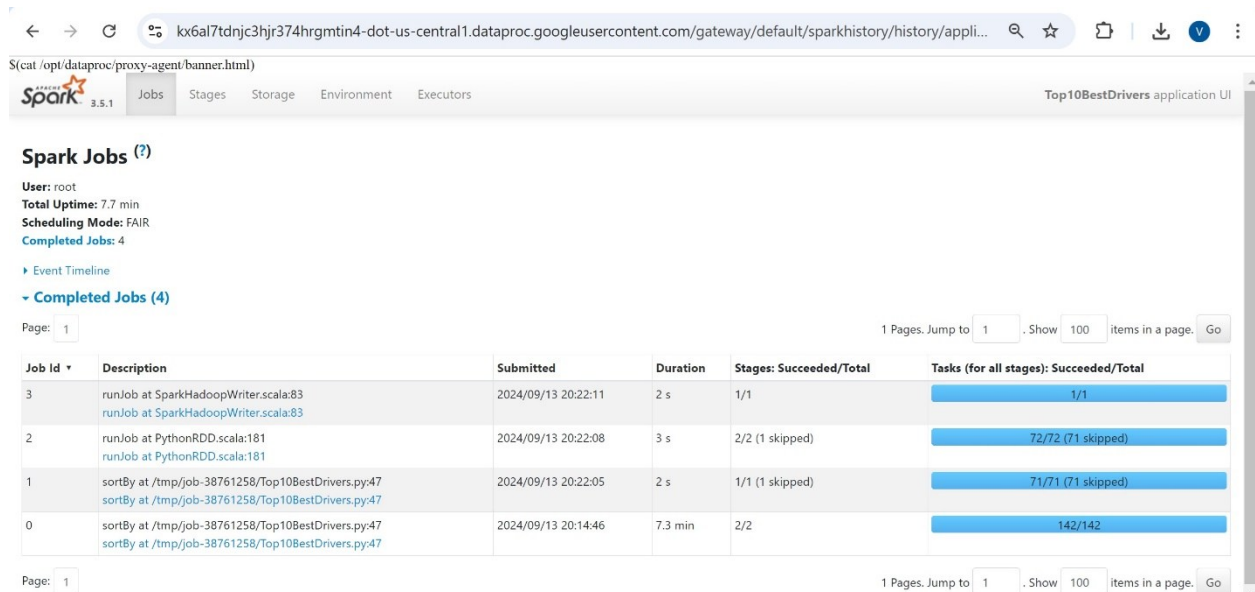 kx6al7tdnjc3hjr374hrgmtin4-dot-us-central1.dataproc.googleusercontent.com/gateway/default/sparkhistory/history/appli...
V
$(cat /opt/dataproc/proxy-agent/banner.html)
APACHE Spark 3.5.1 Jobs Stages Storage Environment Executors Top10BestDrivers application UI
Spark Jobs (?)
User: root
Total Uptime: 7.7 min
Scheduling Mode: FAIR
Completed Jobs: 4
Event Timeline
Completed Jobs (4)
Page: 1 1 Pages. Jump to 1 . Show 100 items in a page. Go
Job Id ▾ Description Submitted Duration Stages: Succeeded/Total Tasks (for all stages): Succeeded/Total
3 runJob at SparkHadoopWriter.scala:83 2024/09/13 20:22:11 2 s 1/1 1/1
runJob at SparkHadoopWriter.scala:83
2 runJob at PythonRDD.scala:181 2024/09/13 20:22:08 3 s 2/2 (1 skipped) 72/72 (71 skipped)
runJob at PythonRDD.scala:181
1 sortBy at /tmp/job-38761258/Top10BestDrivers.py:47 2024/09/13 20:22:05 2 s 1/1 (1 skipped) 71/71 (71 skipped)
sortBy at /tmp/job-38761258/Top10BestDrivers.py:47
0 sortBy at /tmp/job-38761258/Top10BestDrivers.py:47 2024/09/13 20:14:46 7.3 min 2/2 142/142
sortBy at /tmp/job-38761258/Top10BestDrivers.py:47
Page: 1 1 Pages. Jump to 1 . Show 100 items in a page. Go